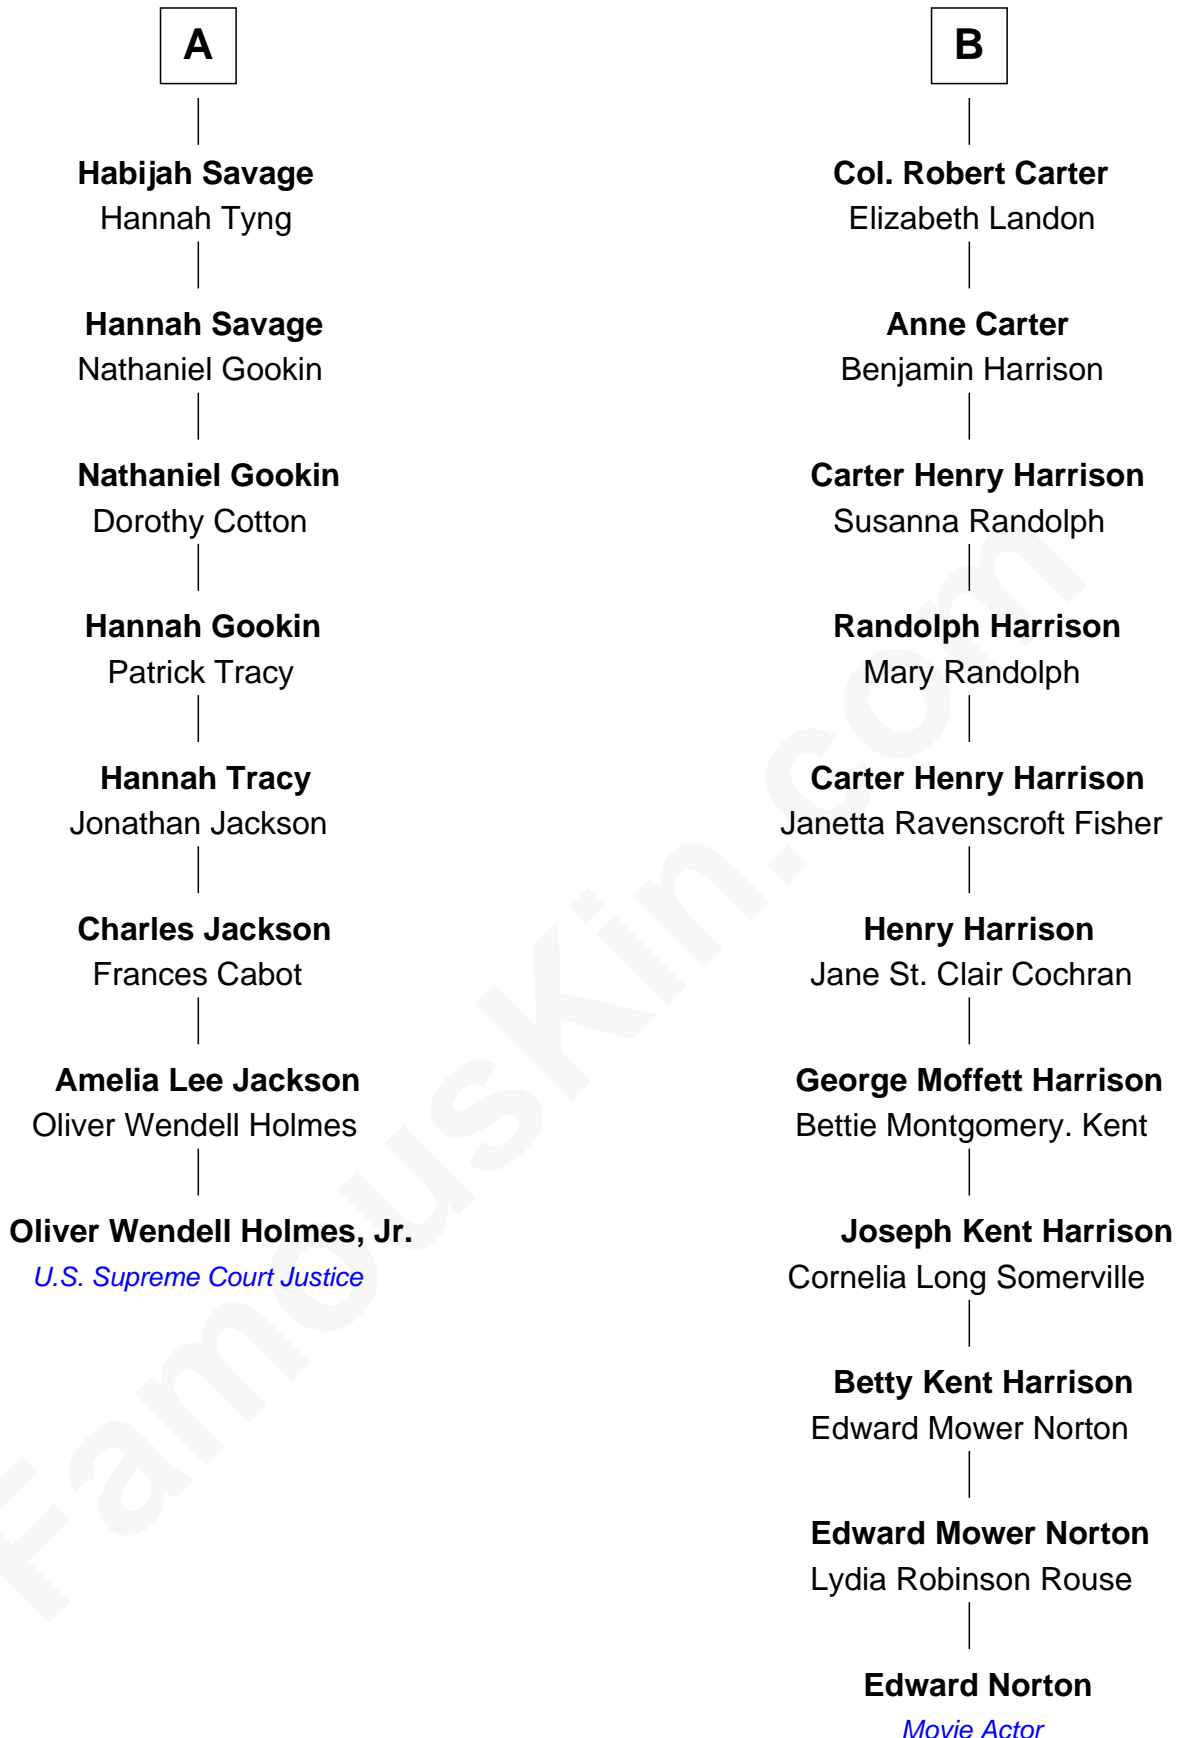 A
Habijah Savage
Hannah Tyng
Hannah Savage
Nathaniel Gookin
Nathaniel Gookin
Dorothy Cotton
Hannah Gookin
Patrick Tracy
Hannah Tracy
Jonathan Jackson
Charles Jackson
Frances Cabot
Amelia Lee Jackson
Oliver Wendell Holmes
Oliver Wendell Holmes, Jr.
U.S. Supreme Court Justice
B
Col. Robert Carter
Elizabeth Landon
Anne Carter
Benjamin Harrison
Carter Henry Harrison
Susanna Randolph
Randolph Harrison
Mary Randolph
Carter Henry Harrison
Janetta Ravenscroft Fisher
Henry Harrison
Jane St. Clair Cochran
George Moffett Harrison
Bettie Montgomery. Kent
Joseph Kent Harrison
Cornelia Long Somerville
Betty Kent Harrison
Edward Mower Norton
Edward Mower Norton
Lydia Robinson Rouse
Edward Norton
Movie Actor
FamousKin.com